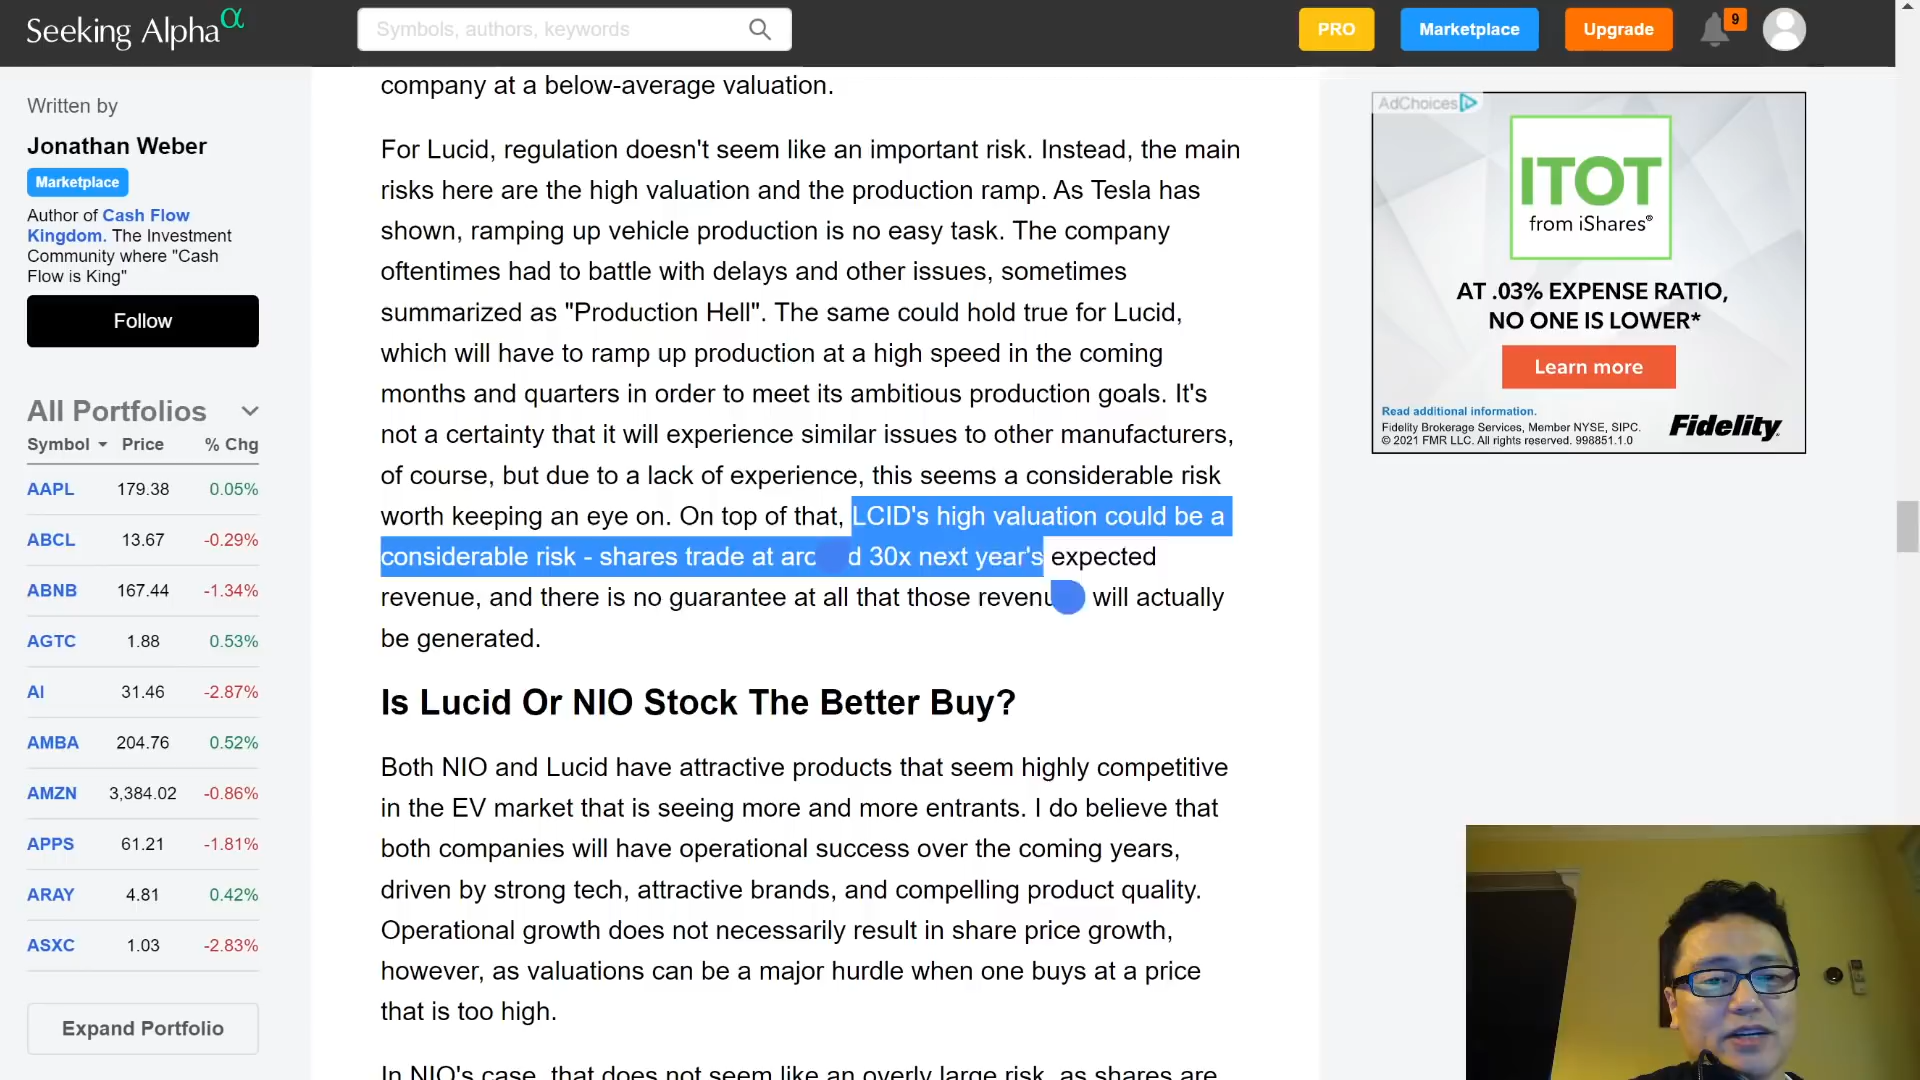 Seeking Alpha α
Symbols, authors, keywords
PRO
Marketplace
Upgrade
9
Written by
Jonathan Weber
Marketplace
Author of Cash Flow
Kingdom. The Investment
Community where "Cash
Flow is King"
Follow
All Portfolios
Symbol Price % Chg
AAPL 179.38 0.05%
ABCL 13.67 -0.29%
ABNB 167.44 -1.34%
AGTC 1.88 0.53%
AI 31.46 -2.87%
AMBA 204.76 0.52%
AMZN 3,384.02 -0.86%
APPS 61.21 -1.81%
ARAY 4.81 0.42%
ASXC 1.03 -2.83%
Expand Portfolio
company at a below-average valuation.
For Lucid, regulation doesn't seem like an important risk. Instead, the main
risks here are the high valuation and the production ramp. As Tesla has
shown, ramping up vehicle production is no easy task. The company
oftentimes had to battle with delays and other issues, sometimes
summarized as "Production Hell". The same could hold true for Lucid,
which will have to ramp up production at a high speed in the coming
months and quarters in order to meet its ambitious production goals. It's
not a certainty that it will experience similar issues to other manufacturers,
of course, but due to a lack of experience, this seems a considerable risk
worth keeping an eye on. On top of that, LCID's high valuation could be a
considerable risk - shares trade at 30x next year's expected
revenue, and there is no guarantee at all that those will actually
be generated.
Is Lucid Or NIO Stock The Better Buy?
Both NIO and Lucid have attractive products that seem highly competitive
in the EV market that is seeing more and more entrants. I do believe that
both companies will have operational success over the coming years,
driven by strong tech, attractive brands, and compelling product quality.
Operational growth does not necessarily result in share price growth,
however, as valuations can be a major hurdle when one buys at a price
that is too high.
In NIO's case, that does not seem like an overly large risk, as shares are
AdChoices
ITOT
from iShares®
AT .03% EXPENSE RATIO,
NO ONE IS LOWER*
Learn more
Read additional information.
Fidelity Brokerage Services, Member NYSE, SIPC.
© 2021 FMR LLC. All rights reserved. 998851.1.0
Fidelity